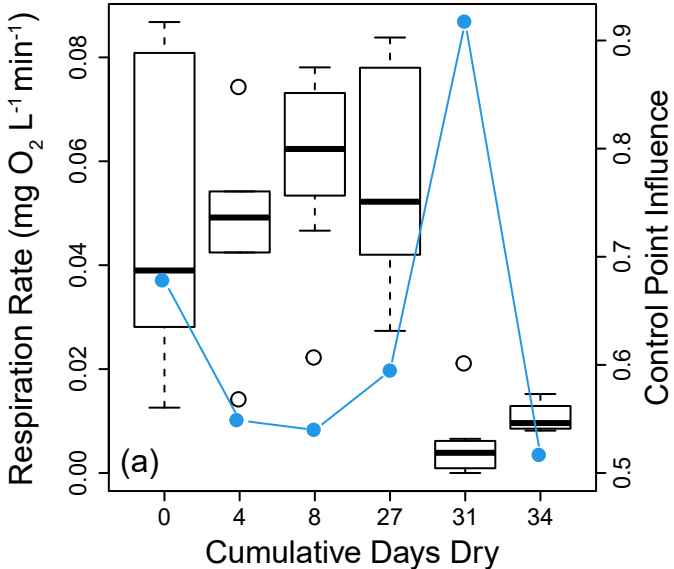 Respiration Rate (mg O₂ L⁻¹ min⁻¹)
0.08
0.06
0.04
0.02
0.00
(a)
0.9
0.8
0.7
0.6
0.5
Control Point Influence
0 4 8 27 31 34
Cumulative Days Dry